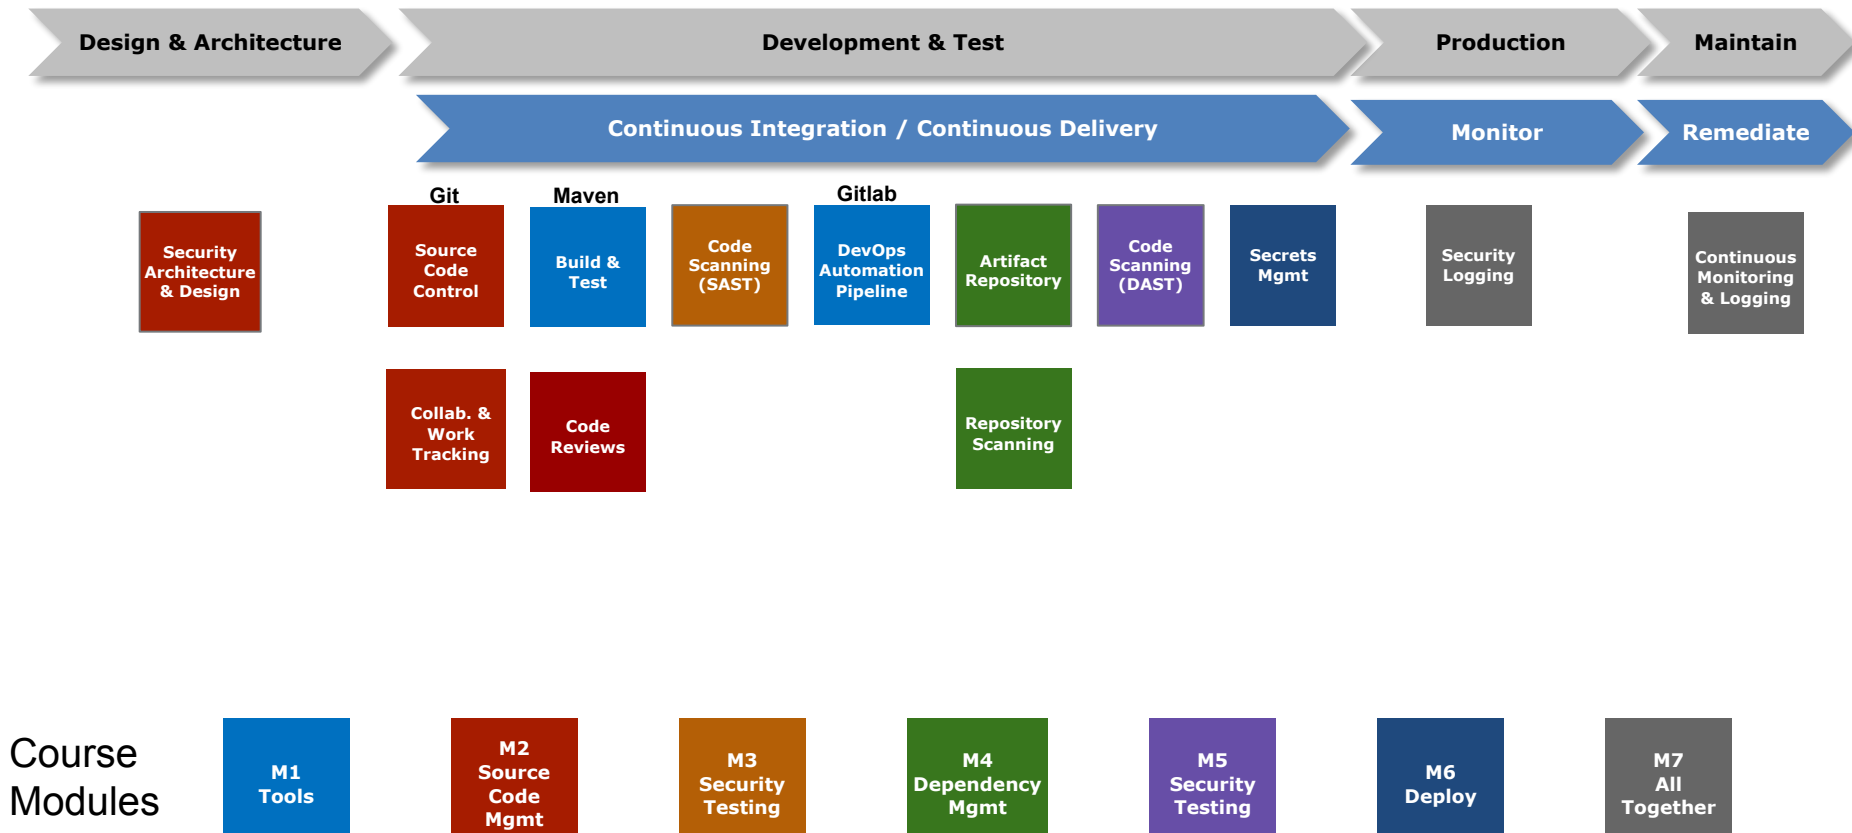 Design & Architecture
Development & Test
Production
Maintain
Continuous Integration / Continuous Delivery
Monitor
Remediate
Git
Maven
Gitlab
Security
Architecture
& Design
Source
Code
Control
Build &
Test
Code
Scanning
(SAST)
DevOps
Automation
Pipeline
Artifact
Repository
Code
Scanning
(DAST)
Secrets
Mgmt
Security
Logging
Continuous
Monitoring
& Logging
Collab. &
Work
Tracking
Code
Reviews
Repository
Scanning
Course
Modules
M1
Tools
M2
Source
Code
Mgmt
M3
Security
Testing
M4
Dependency
Mgmt
M5
Security
Testing
M6
Deploy
M7
All
Together